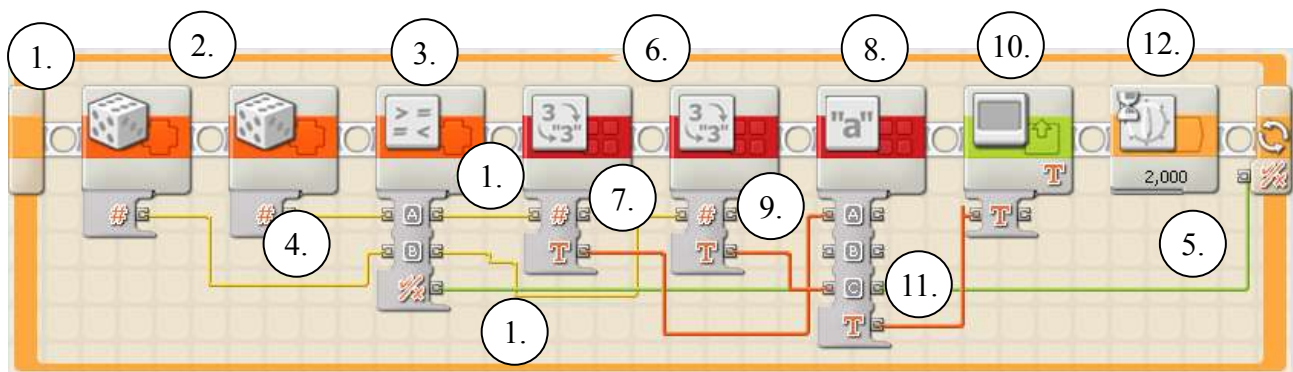 1. 2. 3. 6. 8. 10. 12.
> =
= <
3 "3"
3 "3"
"a"
T
2,000
1. 7. 9.
# # A # # A T
4. 5.
B T T B
C 11.
T
1.